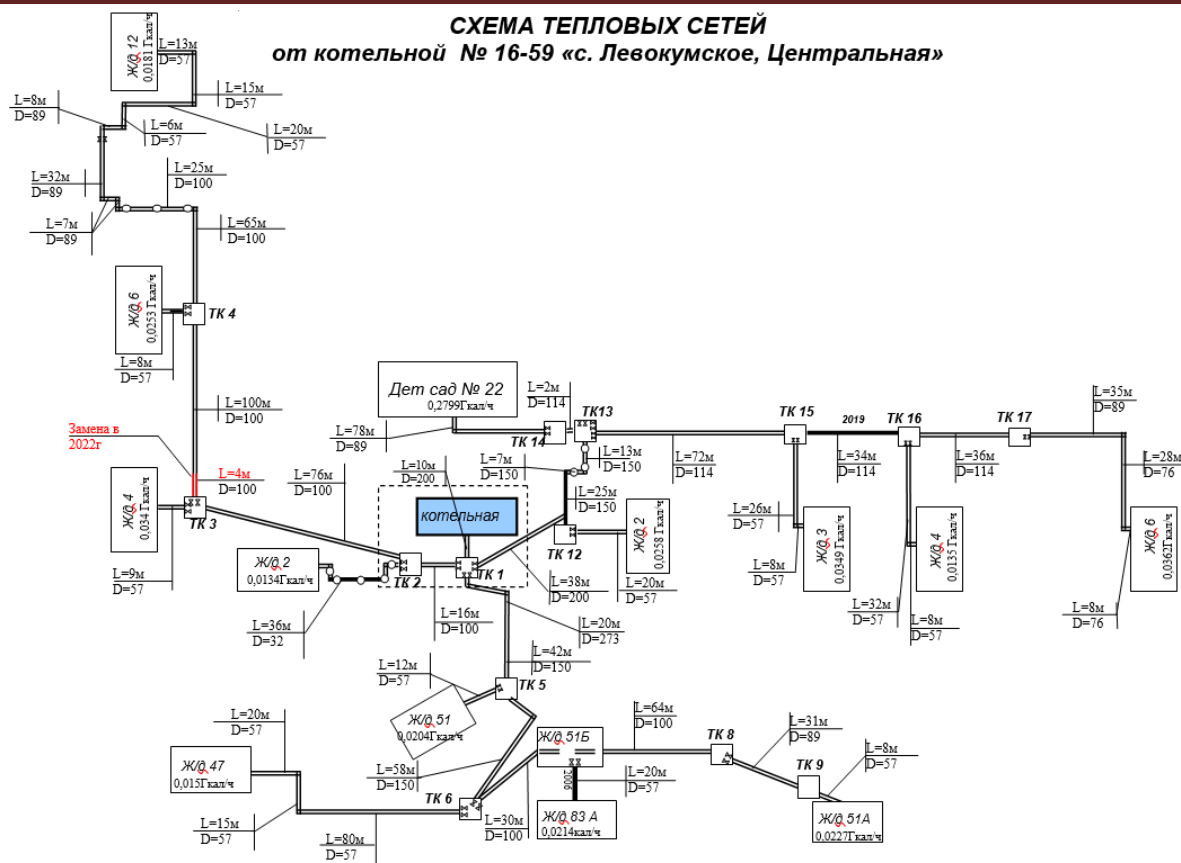 СХЕМА ТЕПЛОВЫХ СЕТЕЙ
от котельной № 16-59 «с. Левокумское, Центральная»
Ж/д 12
0,0181 Гкал/ч
L=13м
D=57
L=15м
D=57
L=8м
D=89
L=6м
D=57
L=20м
D=57
L=32м
D=89
L=25м
D=100
L=7м
D=89
L=65м
D=100
Ж/д 6
0,0253 Гкал/ч
ТК 4
L=8м
D=57
L=100м
D=100
Замена в
2022г
L=4м
D=100
Ж/д 4
0,034 Гкал/ч
ТК 3
L=9м
D=57
L=76м
D=100
Дет сад № 22
0,2799Гкал/ч
L=2м
D=114
ТК13
ТК 14
L=78м
D=89
L=10м
D=200
L=7м
D=150
L=13м
D=150
L=72м
D=114
ТК 15
2019
ТК 16
ТК 17
L=35м
D=89
L=34м
D=114
L=36м
D=114
L=28м
D=76
котельная
L=25м
D=150
ТК 12
Ж/д 2
0,0258 Гкал/ч
L=26м
D=57
Ж/д 3
0,0349 Гкал/ч
Ж/д 4
0,0135 Гкал/ч
Ж/д 6
0,0362Гкал/ч
L=8м
D=57
L=32м
D=57
L=8м
D=57
L=8м
D=76
Ж/д 2
0,0134Гкал/ч
ТК 2
ТК 1
L=38м
D=200
L=20м
D=57
L=36м
D=32
L=16м
D=100
L=20м
D=273
L=42м
D=150
L=12м
D=57
ТК 5
Ж/д 51
0,0204Гкал/ч
L=20м
D=57
Ж/д 47
0,015Гкал/ч
L=58м
D=150
Ж/д 51Б
L=64м
D=100
ТК 8
L=31м
D=89
L=8м
D=57
ТК 9
2006
L=20м
D=57
ТК 6
L=15м
D=57
L=80м
D=57
L=30м
D=100
Ж/д 83 А
0,0214кал/ч
Ж/д 51А
0,0227Гкал/ч